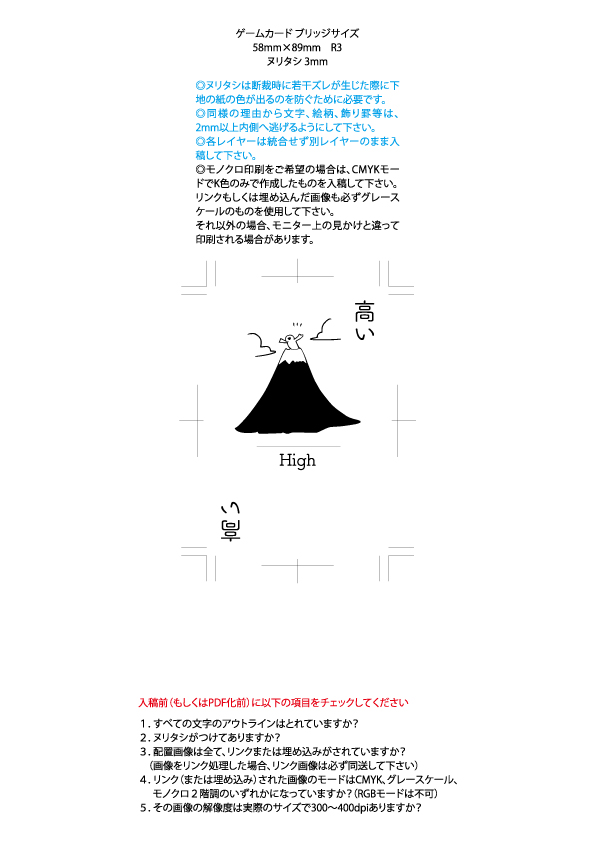 ゲームカード ブリッジサイズ
58mm×89mm　R3
ヌリタシ 3mm
◎ヌリタシは断裁時に若干ズレが生じた際に下
地の紙の色が出るのを防ぐために必要です。
◎同様の理由から文字、絵柄、飾り罫等は、
2mm以上内側へ逃げるようにして下さい。
◎各レイヤーは統合せず別レイヤーのまま入
稿して下さい。
◎モノクロ印刷をご希望の場合は、CMYKモー
ドでK色のみで作成したものを入稿して下さい。
リンクもしくは埋め込んだ画像も必ずグレース
ケールのものを使用して下さい。
それ以外の場合、モニター上の見かけと違って
印刷される場合があります。
高い
High
高い
入稿前（もしくはPDF化前）に以下の項目をチェックしてください
１．すべての文字のアウトラインはとれていますか？
２．ヌリタシがつけてありますか？
３．配置画像は全て、リンクまたは埋め込みがされていますか？
（画像をリンク処理した場合、リンク画像は必ず同送して下さい）
４．リンク（または埋め込み）された画像のモードはCMYK、グレースケール、
モノクロ２階調のいずれかになっていますか？（RGBモードは不可）
５．その画像の解像度は実際のサイズで300～400dpiありますか？